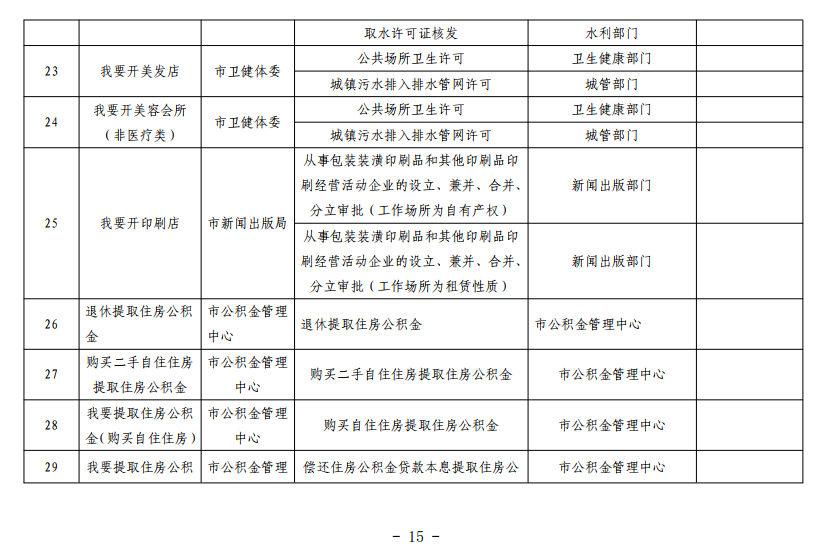 取水许可证核发 水利部门
23 我要开美发店 市卫健体委 公共场所卫生许可 卫生健康部门
城镇污水排入排水管网许可 城管部门
24 我要开美容会所 市卫健体委 公共场所卫生许可 卫生健康部门
(非医疗类) 城镇污水排入排水管网许可 城管部门
25 我要开印刷店 市新闻出版局 从事包装装潢印刷品和其他印刷品印 新闻出版部门
刷经营活动企业的设立、兼并、合并、
分立审批(工作场所为自有产权)
从事包装装潢印刷品和其他印刷品印 新闻出版部门
刷经营活动企业的设立、兼并、合并、
分立审批(工作场所为租赁性质)
26 退休提取住房公积 市公积金管理 退休提取住房公积金 市公积金管理中心
金 中心
27 购买二手自住住房 市公积金管理 购买二手自住住房提取住房公积金 市公积金管理中心
提取住房公积金 中心
28 我要提取住房公积 市公积金管理 购买自住住房提取住房公积金 市公积金管理中心
金(购买自住住房) 中心
29 我要提取住房公积 市公积金管理 偿还住房公积金贷款本息提取住房公 市公积金管理中心
- 15 -